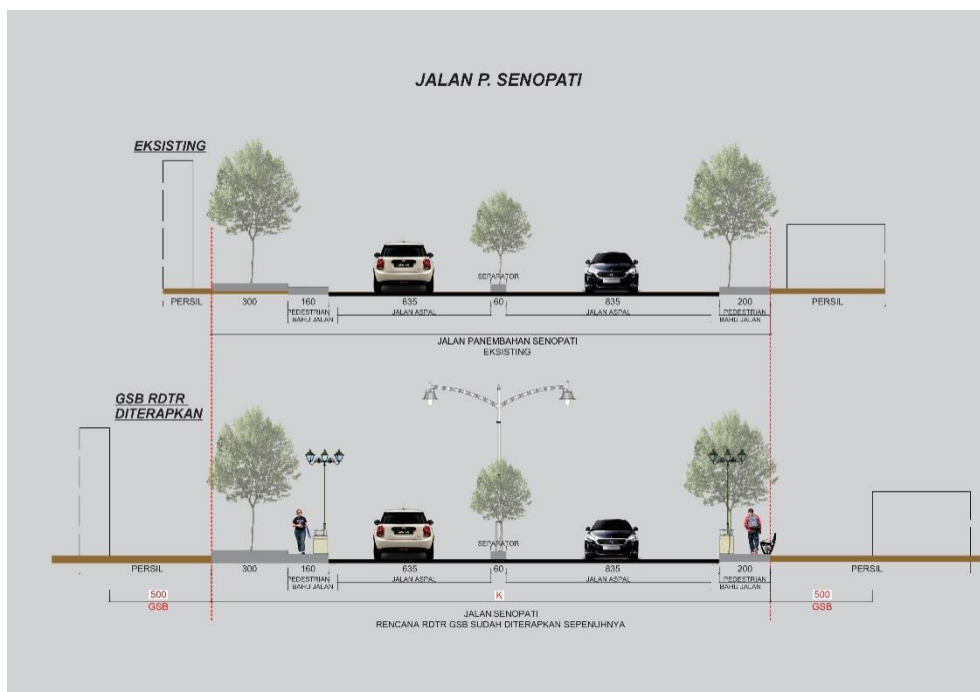 JALAN P. SENOPATI
EKSISTING
SEPARATOR
PERSIL 300 160 635 60 835 200 PERSIL
PEDESTRIAN JALAN ASPAL JALAN ASPAL PEDESTRIAN
BAHU JALAN BAHU JALAN
JALAN PANEMBAHAN SENOPATI
EKSISTING
GSB RDTR
DITERAPKAN
SEPARATOR
PERSIL 300 160 635 60 835 200 PERSIL
PEDESTRIAN JALAN ASPAL JALAN ASPAL PEDESTRIAN
BAHU JALAN BAHU JALAN
500 K 500
GSB GSB
JALAN SENOPATI
RENCANA RDTR GSB SUDAH DITERAPKAN SEPENUHNYA